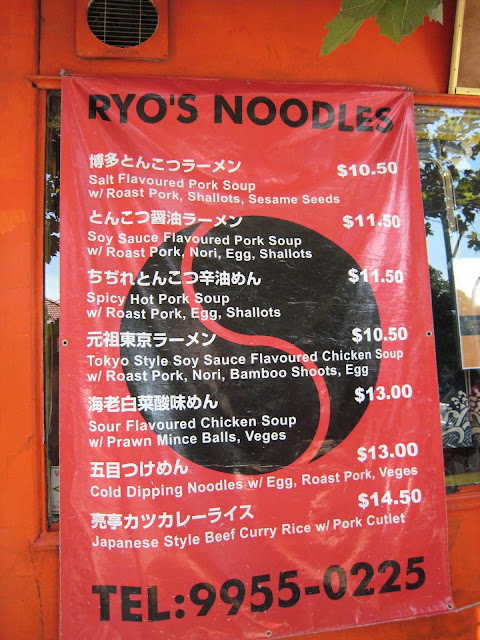 RYO'S NOODLES
博多とんこつラーメン $10.50
Salt Flavoured Pork Soup
w/ Roast Pork, Shallots, Sesame Seeds
とんこつ醤油ラーメン $11.50
Soy Sauce Flavoured Pork Soup
w/ Roast Pork, Nori, Egg, Shallots
ちぢれとんこつ辛油めん $11.50
Spicy Hot Pork Soup
w/ Roast Pork, Egg, Shallots
元祖東京ラーメン $10.50
Tokyo Style Soy Sauce Flavoured Chicken Soup
w/ Roast Pork, Nori, Bamboo Shoots, Egg
海老白菜酸味めん $13.00
Sour Flavoured Chicken Soup
w/ Prawn Mince Balls, Veges
五目つけめん $13.00
Cold Dipping Noodles w/ Egg, Roast Pork, Veges
亮亭カツカレーライス $14.50
Japanese Style Beef Curry Rice w/ Pork Cutlet
TEL:9955-0225